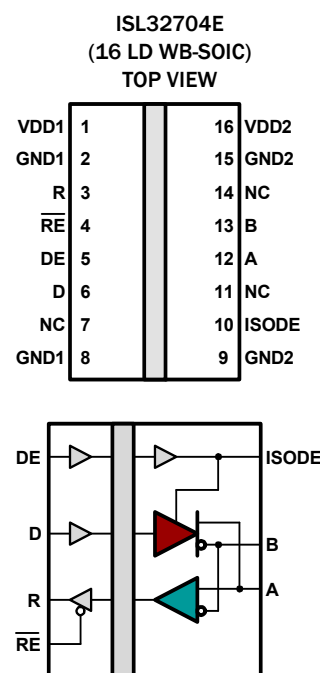 ISL32704E
(16 LD WB-SOIC)
TOP VIEW
VDD1 1 16 VDD2
GND1 2 15 GND2
R 3 14 NC
RE 4 13 B
DE 5 12 A
D 6 11 NC
NC 7 10 ISODE
GND1 8 9 GND2
DE ISODE
D
B
R A
RE